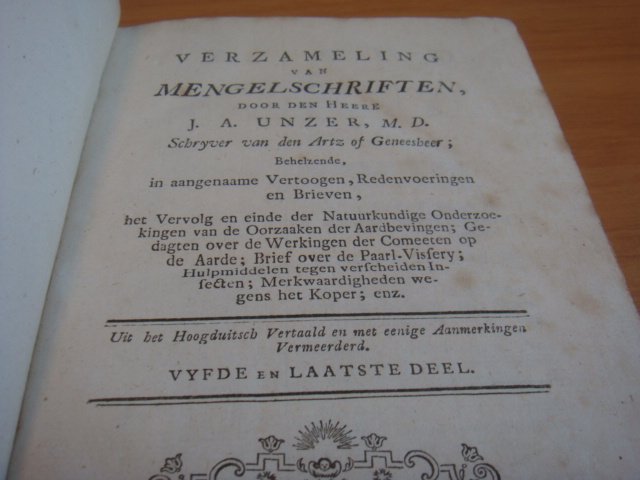 VERZAMELING
VAN
MENGELSCHRIFTEN,
DOOR DEN HEERE
J. A. UNZER, M. D.
Schryver van den Artz of Geneesheer;
Behelzende,
in aangenaame Vertoogen, Redenvoeringen
en Brieven,
het Vervolg en einde der Natuurkundige Onderzoe-
kingen van de Oorzaaken der Aardbevingen; Ge-
dagten over de Werkingen der Comeeten op
de Aarde; Brief over de Paarl-Visſery;
Hulpmiddelen tegen verſcheiden In-
ſecten; Merkwaardigheden we-
gens het Koper; enz.
Uit het Hoogduitsch Vertaald en met eenige Aanmerkingen
Vermeerderd.
VYFDE EN LAATSTE DEEL.